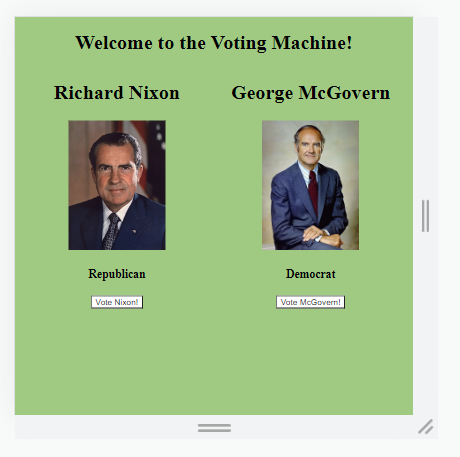 Welcome to the Voting Machine!
Richard Nixon George McGovern
Republican Democrat
Vote Nixon! Vote McGovern!